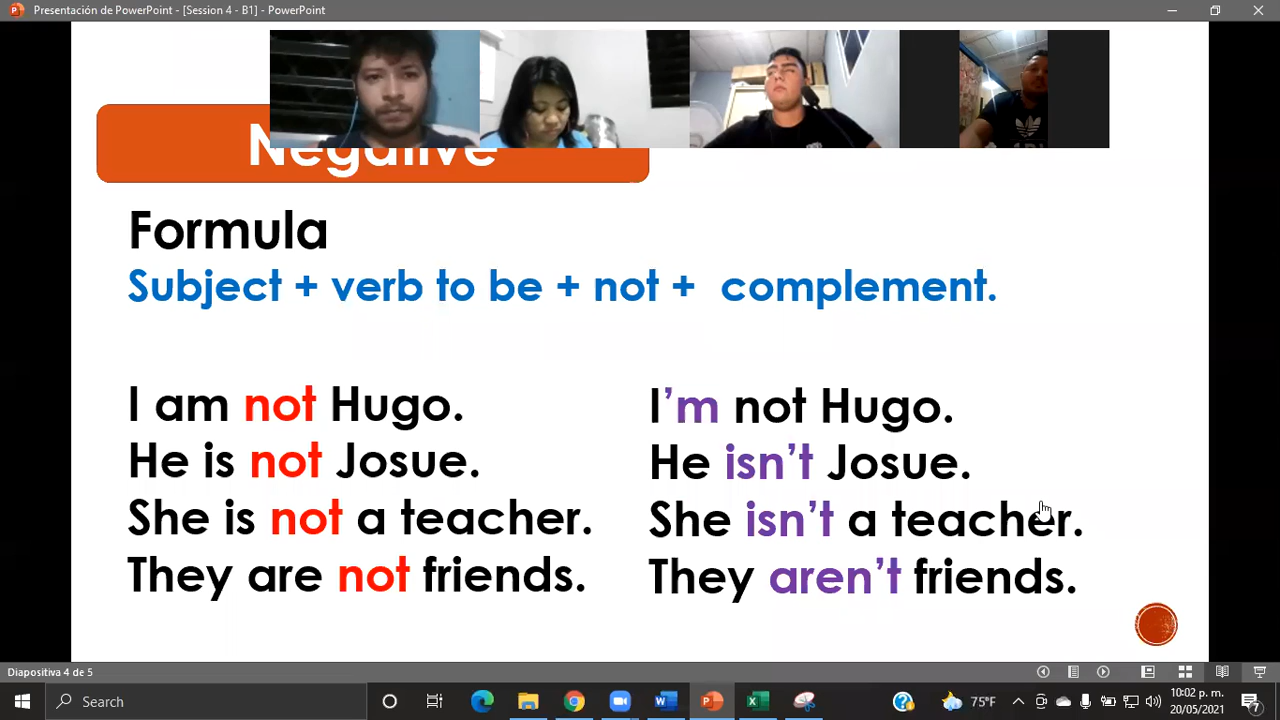 Presentación de PowerPoint - [Session 4 - B1] - PowerPoint
Negative
Formula
Subject + verb to be + not + complement.
I am not Hugo.
He is not Josue.
She is not a teacher.
They are not friends.
I'm not Hugo.
He isn't Josue.
She isn't a teacher.
They aren't friends.
Diapositiva 4 de 5
Search
75°F
10:02 p. m.
20/05/2021
7